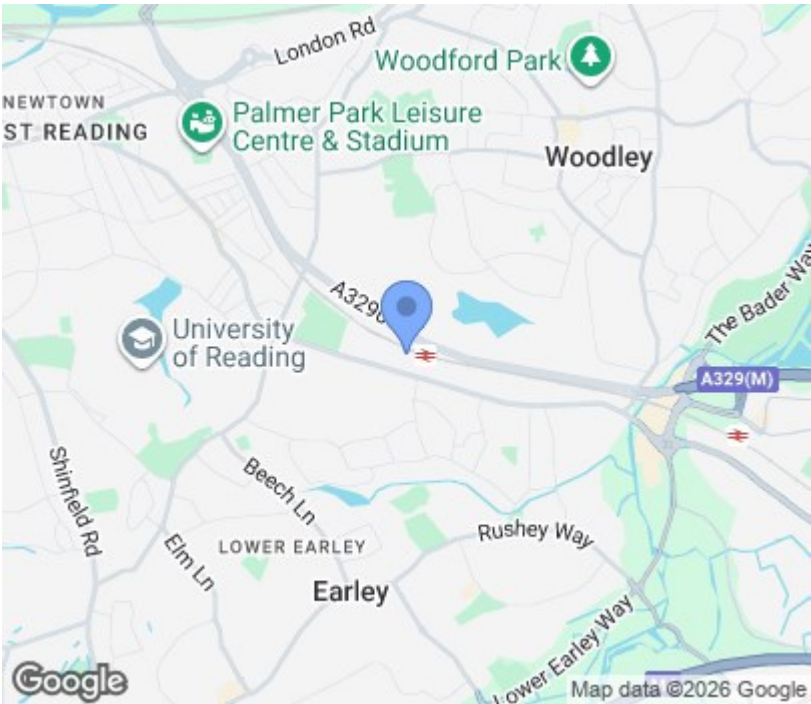 London Rd
Woodford Park
NEWTOWN
ST READING
Palmer Park Leisure
Centre & Stadium
Woodley
A3290
The Bader Way
University
of Reading
A329(M)
Shinfield Rd
Beech Ln
Rushey Way
LOWER EARLEY
Elm Ln
Earley
Lower Earley Way
Google
Map data ©2026 Google